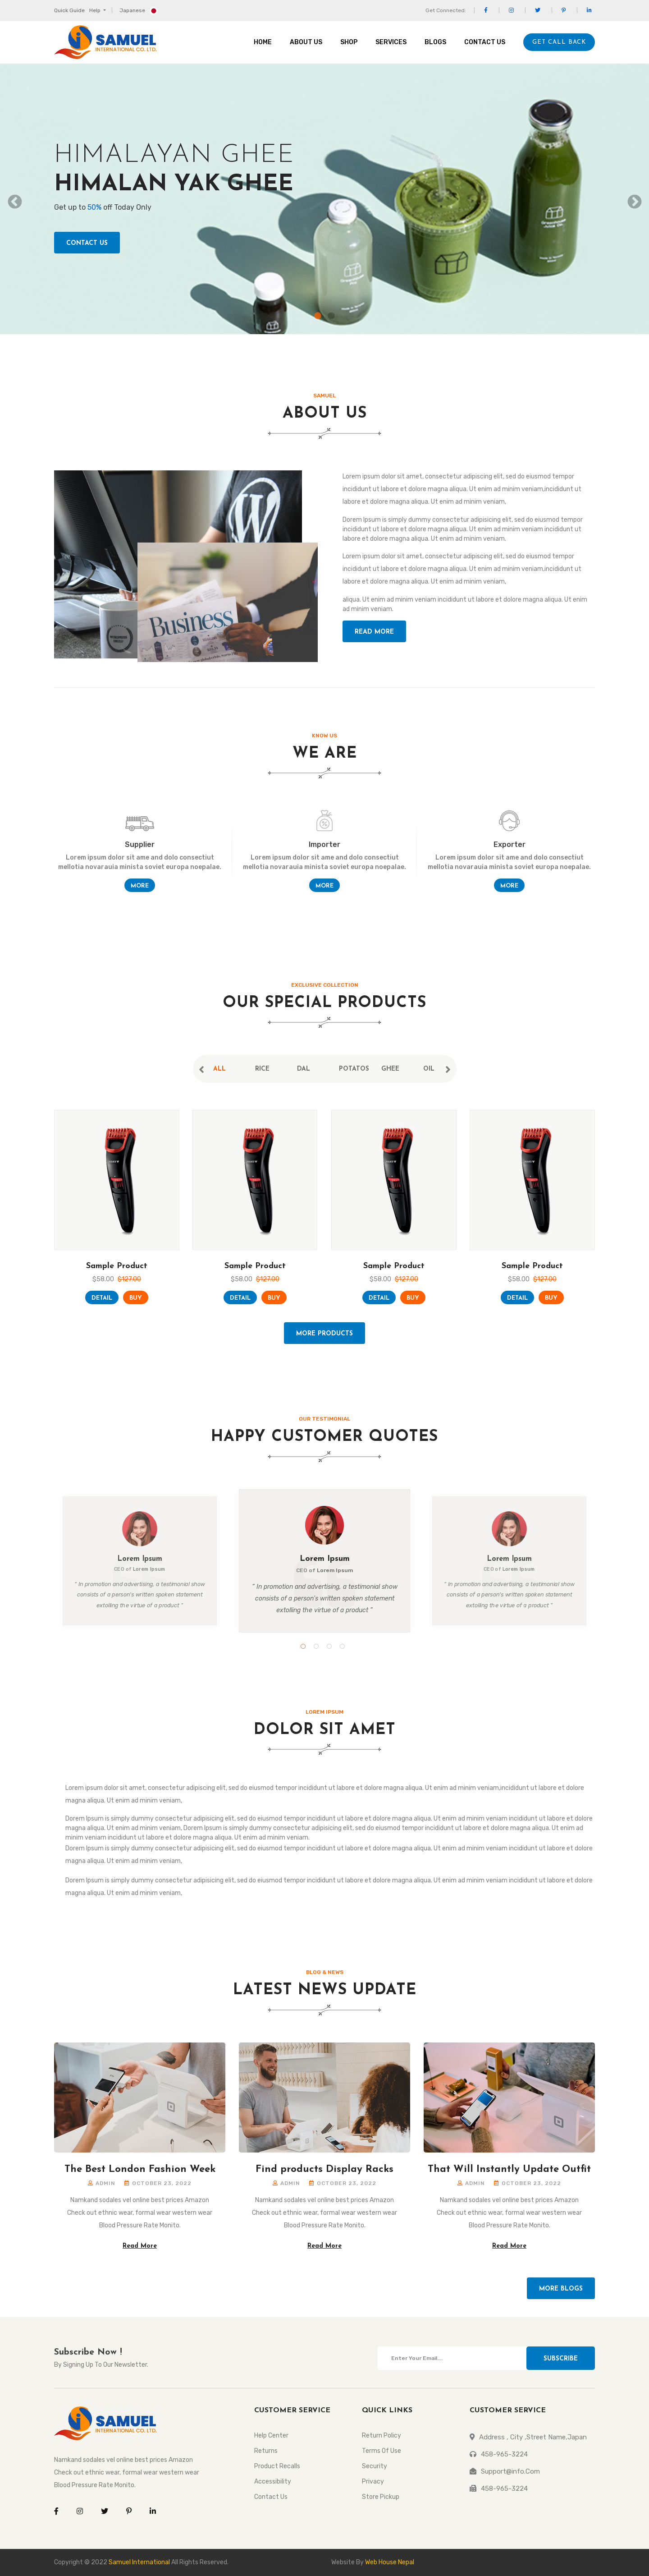 Quick Guide Help Japanese
Get Connected:
SAMUEL
INTERNATIONAL CO. LTD.
HOME ABOUT US SHOP SERVICES BLOGS CONTACT US
GET CALL BACK
HIMALAYAN GHEE
HIMALAN YAK GHEE
Get up to 50% off Today Only
CONTACT US
SAMUEL
ABOUT US
Business
Lorem ipsum dolor sit amet, consectetur adipiscing elit, sed do eiusmod tempor
incididunt ut labore et dolore magna aliqua. Ut enim ad minim veniam,incididunt ut
labore et dolore magna aliqua. Ut enim ad minim veniam,
Dorem Ipsum is simply dummy consectetur adipisicing elit, sed do eiusmod tempor
incididunt ut labore et dolore magna aliqua. Ut enim ad minim veniam incididunt ut
labore et dolore magna aliqua. Ut enim ad minim veniam.
Lorem ipsum dolor sit amet, consectetur adipiscing elit, sed do eiusmod tempor
incididunt ut labore et dolore magna aliqua. Ut enim ad minim veniam,incididunt ut
labore et dolore magna aliqua. Ut enim ad minim veniam,
aliqua. Ut enim ad minim veniam incididunt ut labore et dolore magna aliqua. Ut enim
ad minim veniam.
READ MORE
KNOW US
WE ARE
Supplier
Lorem ipsum dolor sit ame and dolo consectiut
mellotia novarauia minista soviet europa noepalae.
MORE
Importer
Lorem ipsum dolor sit ame and dolo consectiut
mellotia novarauia minista soviet europa noepalae.
MORE
Exporter
Lorem ipsum dolor sit ame and dolo consectiut
mellotia novarauia minista soviet europa noepalae.
MORE
EXCLUSIVE COLLECTION
OUR SPECIAL PRODUCTS
ALL RICE DAL POTATOS GHEE OIL
Sample Product
$58.00 $127.00
DETAIL BUY
Sample Product
$58.00 $127.00
DETAIL BUY
Sample Product
$58.00 $127.00
DETAIL BUY
Sample Product
$58.00 $127.00
DETAIL BUY
MORE PRODUCTS
OUR TESTIMONIAL
HAPPY CUSTOMER QUOTES
Lorem Ipsum
CEO of Lorem Ipsum
" In promotion and advertising, a testimonial show
consists of a person's written spoken statement
extolling the virtue of a product "
Lorem Ipsum
CEO of Lorem Ipsum
" In promotion and advertising, a testimonial show
consists of a person's written spoken statement
extolling the virtue of a product "
Lorem Ipsum
CEO of Lorem Ipsum
" In promotion and advertising, a testimonial show
consists of a person's written spoken statement
extolling the virtue of a product "
LOREM IPSUM
DOLOR SIT AMET
Lorem ipsum dolor sit amet, consectetur adipiscing elit, sed do eiusmod tempor incididunt ut labore et dolore magna aliqua. Ut enim ad minim veniam,incididunt ut labore et dolore
magna aliqua. Ut enim ad minim veniam,
Dorem Ipsum is simply dummy consectetur adipisicing elit, sed do eiusmod tempor incididunt ut labore et dolore magna aliqua. Ut enim ad minim veniam incididunt ut labore et dolore
magna aliqua. Ut enim ad minim veniam, Dorem Ipsum is simply dummy consectetur adipisicing elit, sed do eiusmod tempor incididunt ut labore et dolore magna aliqua. Ut enim ad
minim veniam incididunt ut labore et dolore magna aliqua. Ut enim ad minim veniam.
Lorem Ipsum is simply dummy consectetur adipisicing elit, sed do eiusmod tempor incididunt ut labore et dolore magna aliqua. Ut enim ad minim veniam incididunt ut labore et dolore
magna aliqua. Ut enim ad minim veniam,
Lorem Ipsum is simply dummy consectetur adipisicing elit, sed do eiusmod tempor incididunt ut labore et dolore magna aliqua. Ut enim ad minim veniam incididunt ut labore et dolore
magna aliqua. Ut enim ad minim veniam,
BLOG & NEWS
LATEST NEWS UPDATE
The Best London Fashion Week
ADMIN OCTOBER 23, 2022
Namkand sodales vel online best prices Amazon
Check out ethnic wear, formal wear western wear
Blood Pressure Rate Monito.
Read More
Find products Display Racks
ADMIN OCTOBER 23, 2022
Namkand sodales vel online best prices Amazon
Check out ethnic wear, formal wear western wear
Blood Pressure Rate Monito.
Read More
That Will Instantly Update Outfit
ADMIN OCTOBER 23, 2022
Namkand sodales vel online best prices Amazon
Check out ethnic wear, formal wear western wear
Blood Pressure Rate Monito.
Read More
MORE BLOGS
Subscribe Now !
By Signing Up To Our Newsletter.
Enter Your Email...
SUBSCRIBE
SAMUEL
INTERNATIONAL CO. LTD.
Namkand sodales vel online best prices Amazon
Check out ethnic wear, formal wear western wear
Blood Pressure Rate Monito.
CUSTOMER SERVICE
Help Center
Returns
Product Recalls
Accessibility
Contact Us
QUICK LINKS
Return Policy
Terms Of Use
Security
Privacy
Store Pickup
CUSTOMER SERVICE
Address , City ,Street Name,Japan
458-965-3224
Support@info.Com
458-965-3224
Copyright © 2022 Samuel International All Rights Reserved.
Website By Web House Nepal